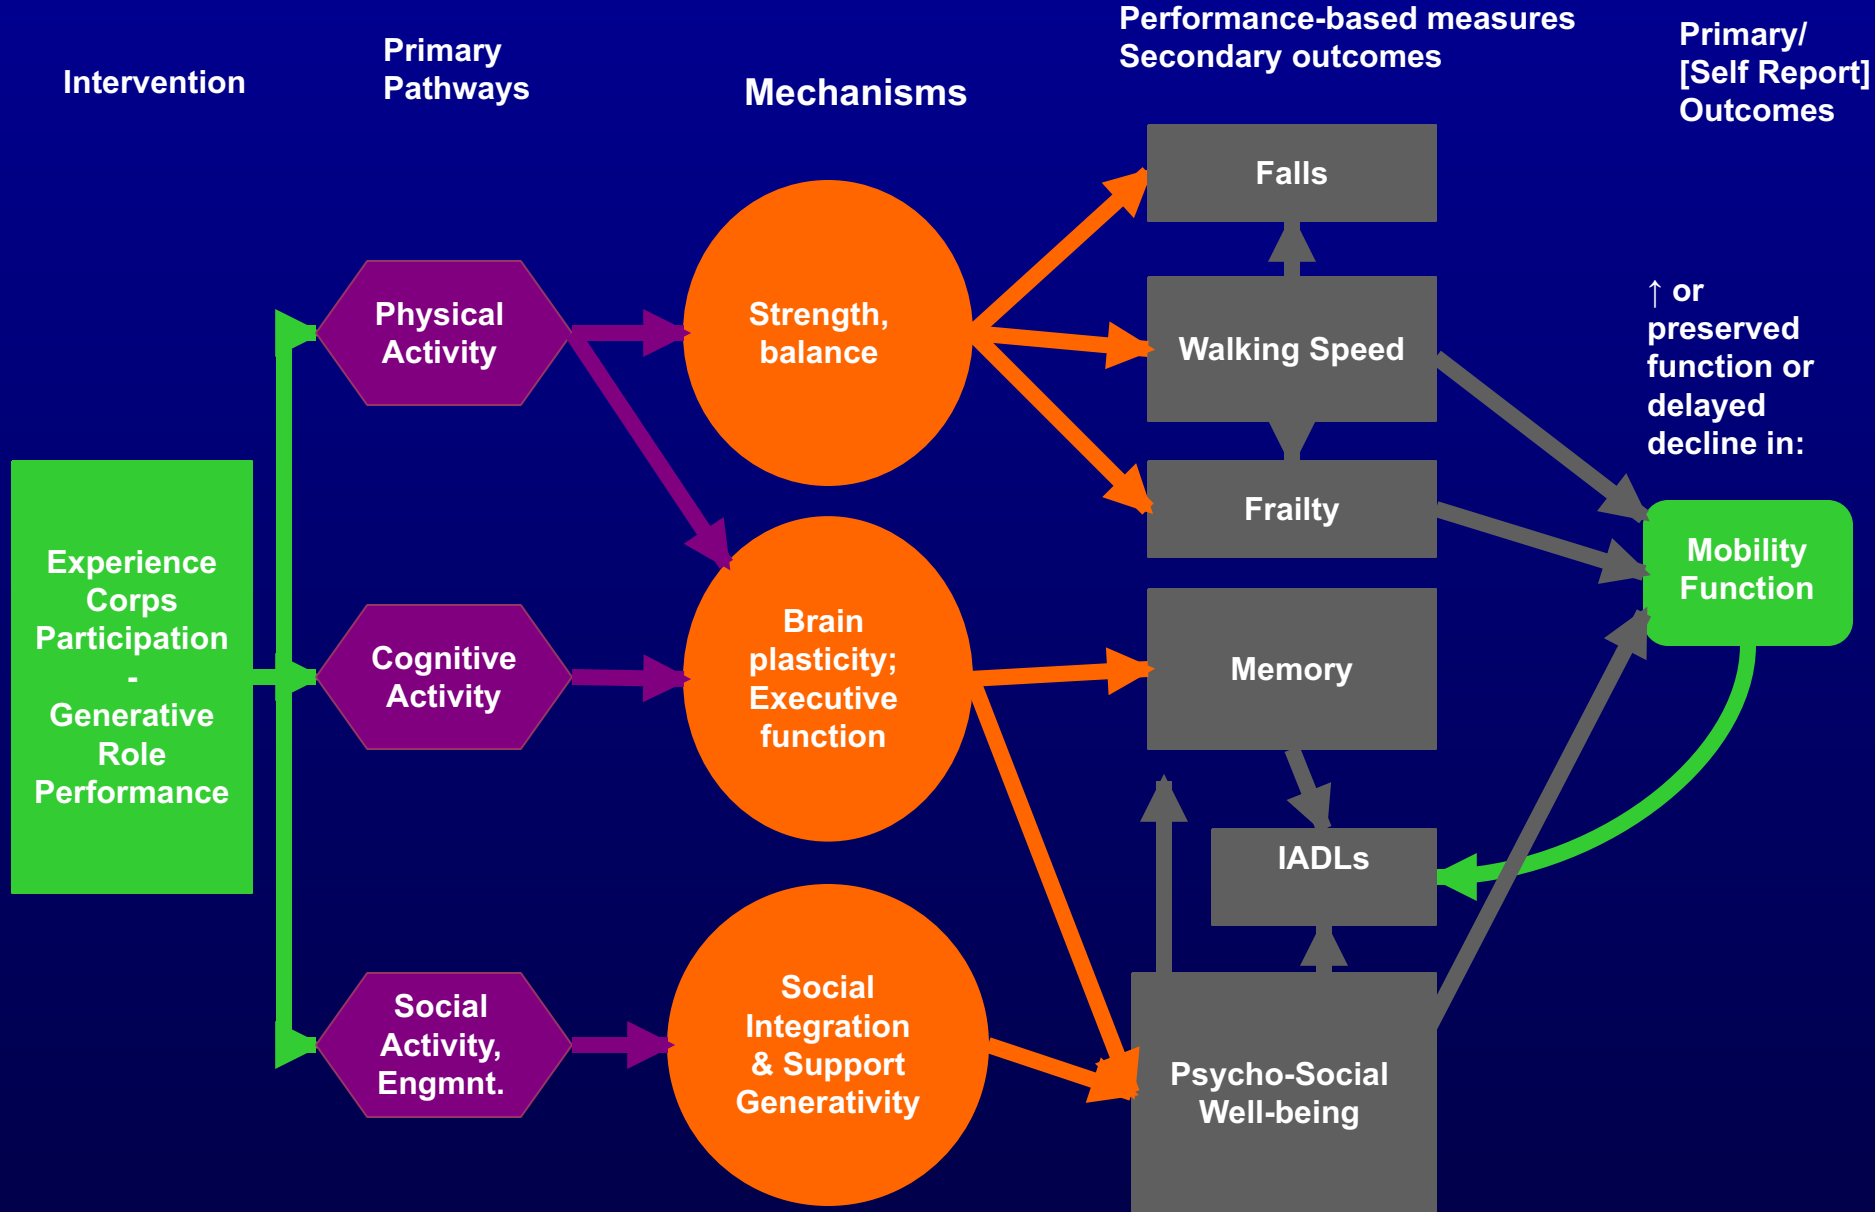 Intervention
Primary
Pathways
Mechanisms
Performance-based measures
Secondary outcomes
Primary/
[Self Report]
Outcomes
Experience
Corps
Participation
-
Generative
Role
Performance
Physical
Activity
Cognitive
Activity
Social
Activity,
Engmnt.
Strength,
balance
Brain
plasticity;
Executive
function
Social
Integration
& Support
Generativity
Falls
Walking Speed
Frailty
Memory
IADLs
Psycho-Social
Well-being
↑ or
preserved
function or
delayed
decline in:
Mobility
Function